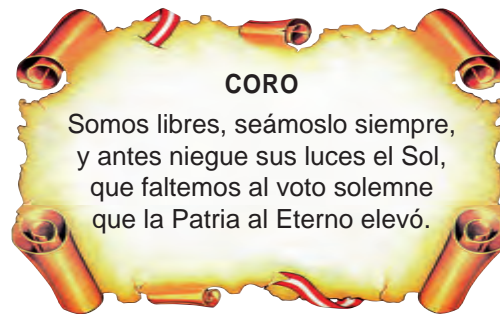 CORO
Somos libres, seámoslo siempre,
y antes niegue sus luces el Sol,
que faltemos al voto solemne
que la Patria al Eterno elevó.